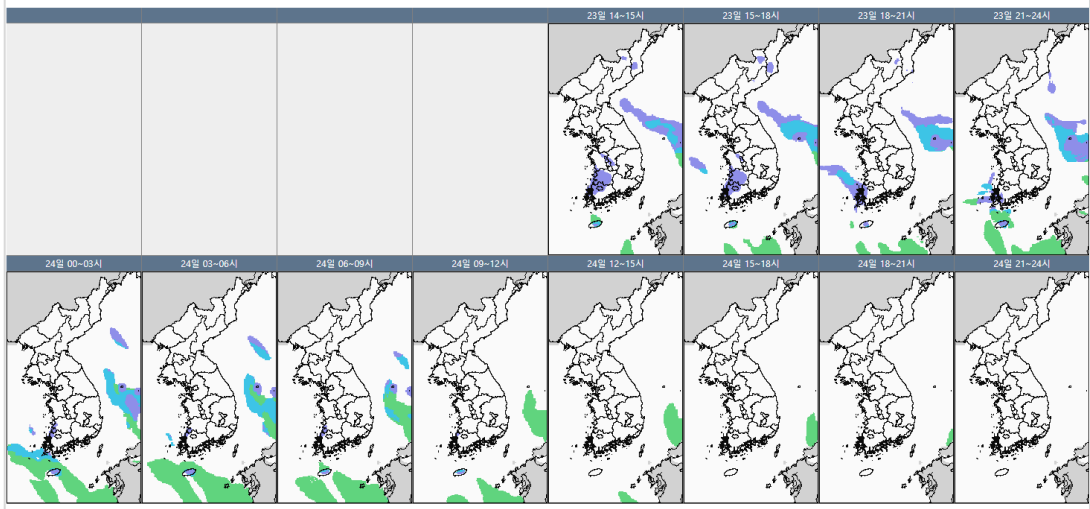 23일 14~15시
23일 15~18시
23일 18~21시
23일 21~24시
24일 00~03시
24일 03~06시
24일 06~09시
24일 09~12시
24일 12~15시
24일 15~18시
24일 18~21시
24일 21~24시